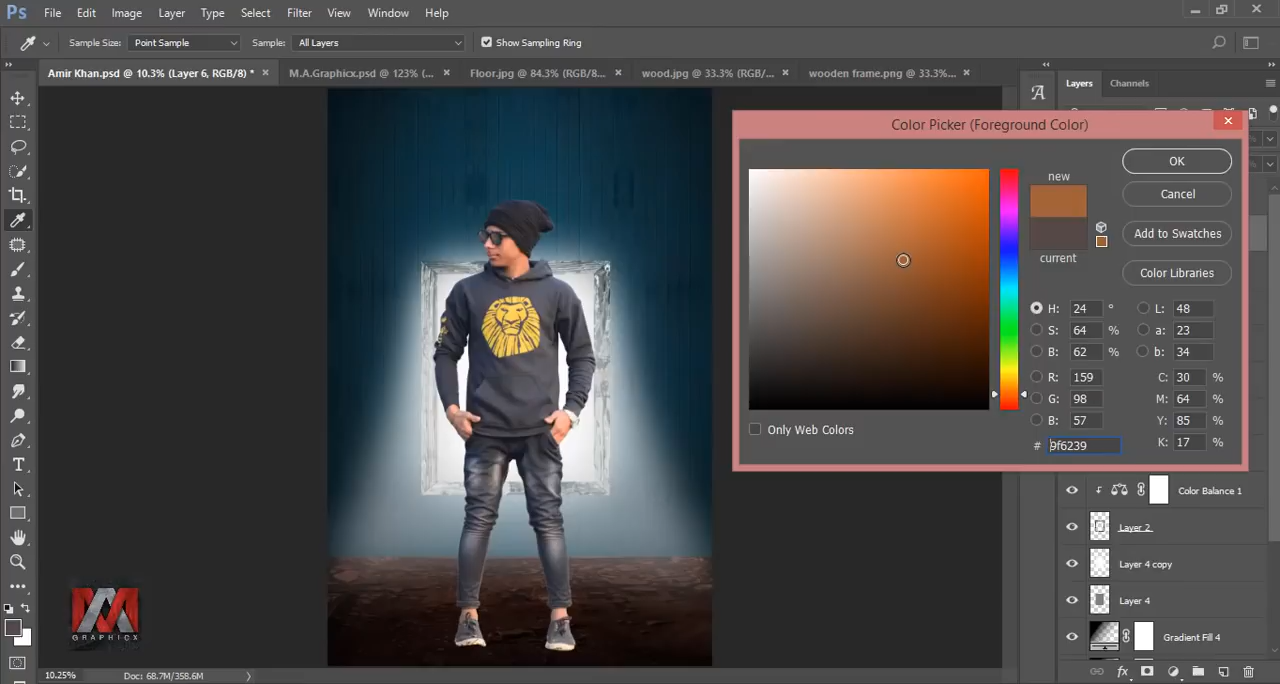 Ps File Edit Image Layer Type Select Filter View Window Help
Sample Size: Point Sample Sample: All Layers Show Sampling Ring
Amir Khan.psd @ 10.3% (Layer 6, RGB/8) * × M.A.Graphicx.psd @ 123% (... × Floor.jpg @ 84.3% (RGB/8... × wood.jpg @ 33.3% (RGB/... × wooden frame.png @ 33.3%... ×
Layers Channels
Color Picker (Foreground Color)
new
current
OK
Cancel
Add to Swatches
Color Libraries
H: 24 °
S: 64 %
B: 62 %
R: 159
G: 98
B: 57
# 9f6239
L: 48
a: 23
b: 34
C: 30 %
M: 64 %
Y: 85 %
K: 17 %
Only Web Colors
Color Balance 1
Layer 2
Layer 4 copy
Layer 4
Gradient Fill 4
GRAPHICX
10.25% Doc: 68.7M/358.6M
fx